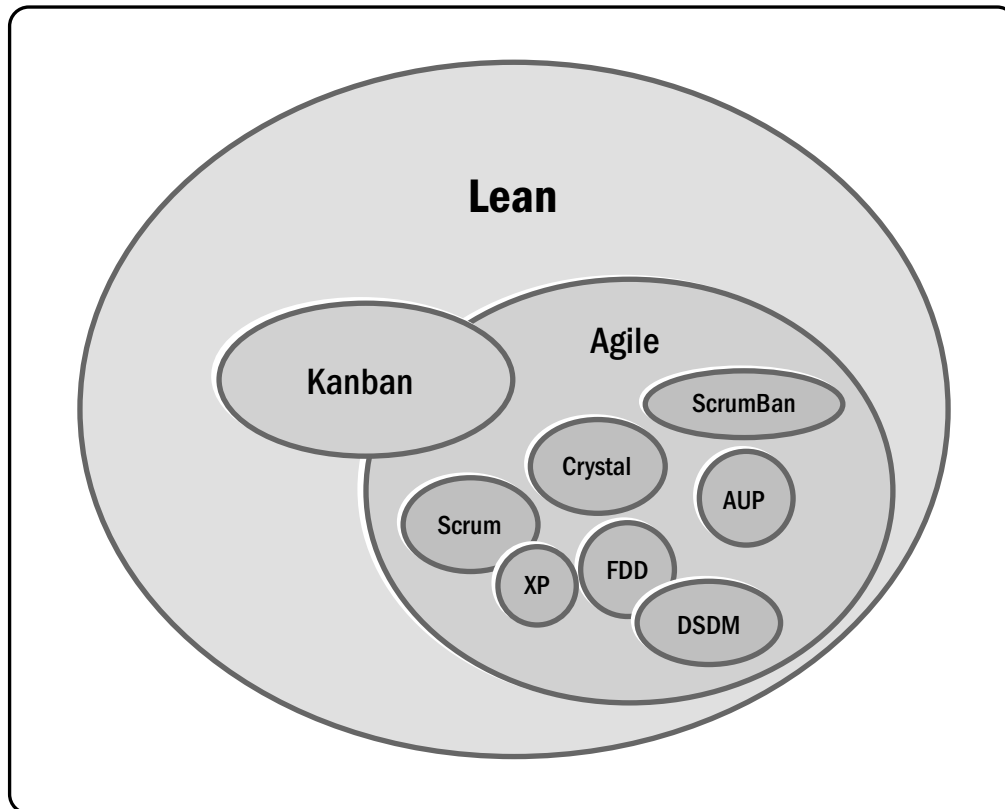 Lean
Agile
Kanban
ScrumBan
Crystal
AUP
Scrum
FDD
XP
DSDM